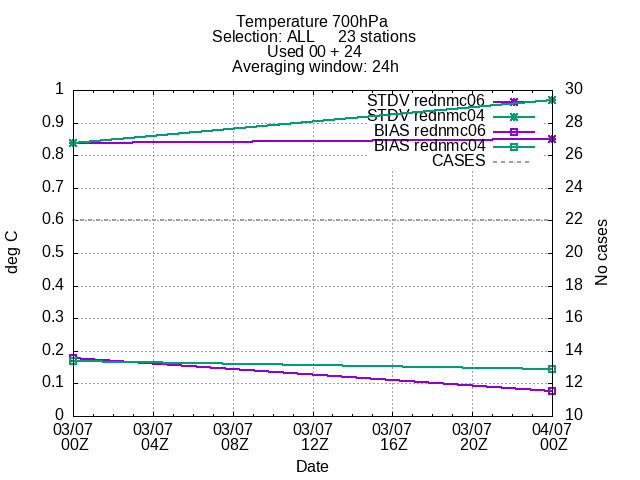 Temperature 700hPa
Selection: ALL 23 stations
Used 00 + 24
Averaging window: 24h
STDV rednmc06
STDV rednmc04
BIAS rednmc06
BIAS rednmc04
CASES
deg C
1
0.9
0.8
0.7
0.6
0.5
0.4
0.3
0.2
0.1
0
No cases
30
28
26
24
22
20
18
16
14
12
10
03/07 03/07 03/07 03/07 03/07 03/07 04/07
00Z 04Z 08Z 12Z 16Z 20Z 00Z
Date